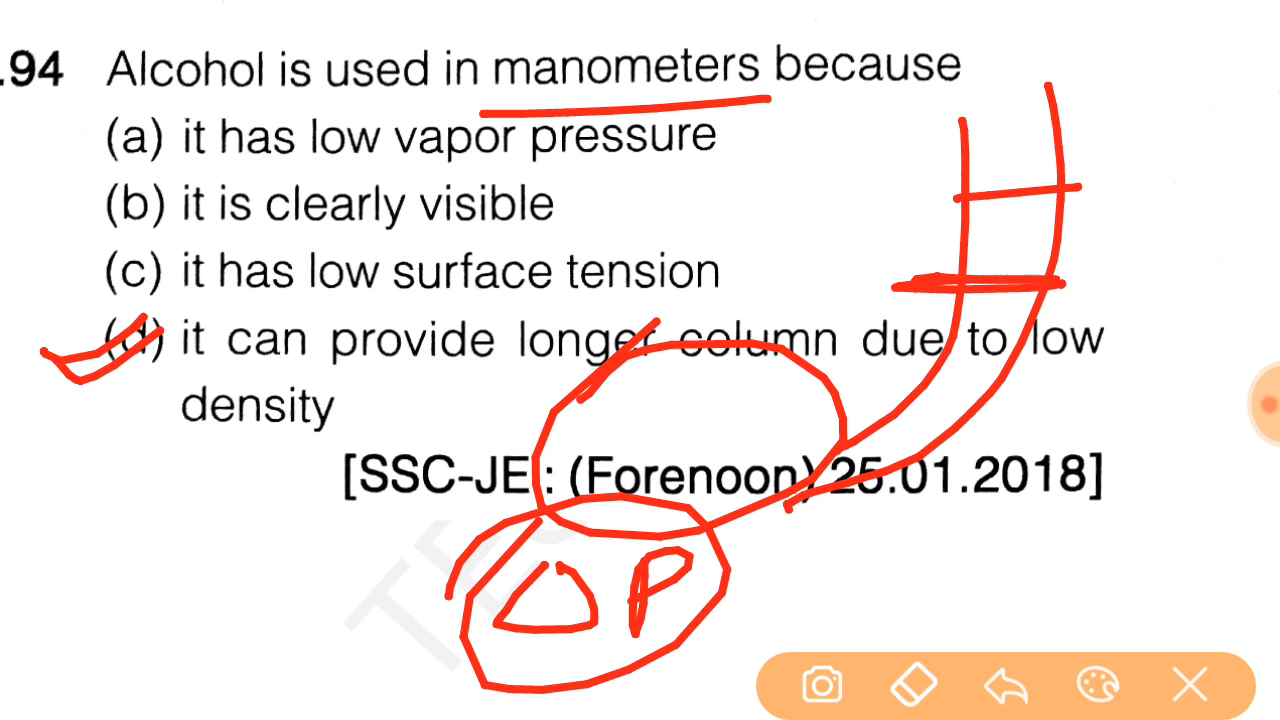 .94 Alcohol is used in manometers because
(a) it has low vapor pressure
(b) it is clearly visible
(c) it has low surface tension
(d) it can provide longer column due to low
density
[SSC-JE : (Forenoon) 25.01.2018]
ΔP